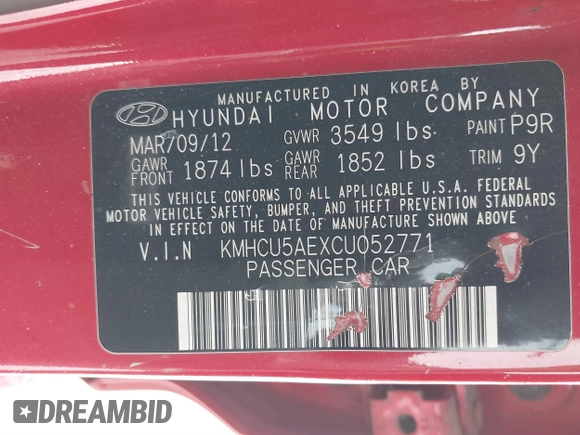 MANUFACTURED IN KOREA BY
HYUNDAI MOTOR COMPANY
MAR/09/12 GVWR 3549 lbs PAINT P9R
GAWR FRONT 1874 lbs GAWR REAR 1852 lbs TRIM 9Y
THIS VEHICLE CONFORMS TO ALL APPLICABLE U.S.A. FEDERAL
MOTOR VEHICLE SAFETY, BUMPER, AND THEFT PREVENTION STANDARDS
IN EFFECT ON THE DATE OF MANUFACTURE SHOWN ABOVE
V.I.N KMHCU5AEXCU052771
PASSENGER CAR
DREAMBID